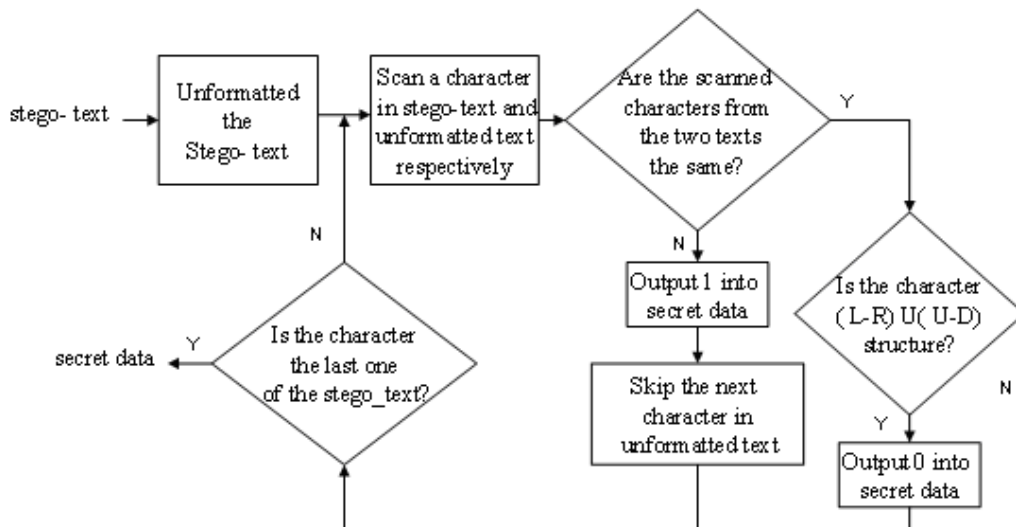 stego- text
Unformatted
the
Stego- text
Scan a character
in stego-text and
unformatted text
respectively
Are the scanned
characters from
the two texts
the same?
Y
N
Output 1 into
secret data
Skip the next
character in
unformatted text
Is the character
( L-R) U( U-D)
structure?
N
Y
Output 0 into
secret data
Is the character
the last one
of the stego_text?
N
Y
secret data